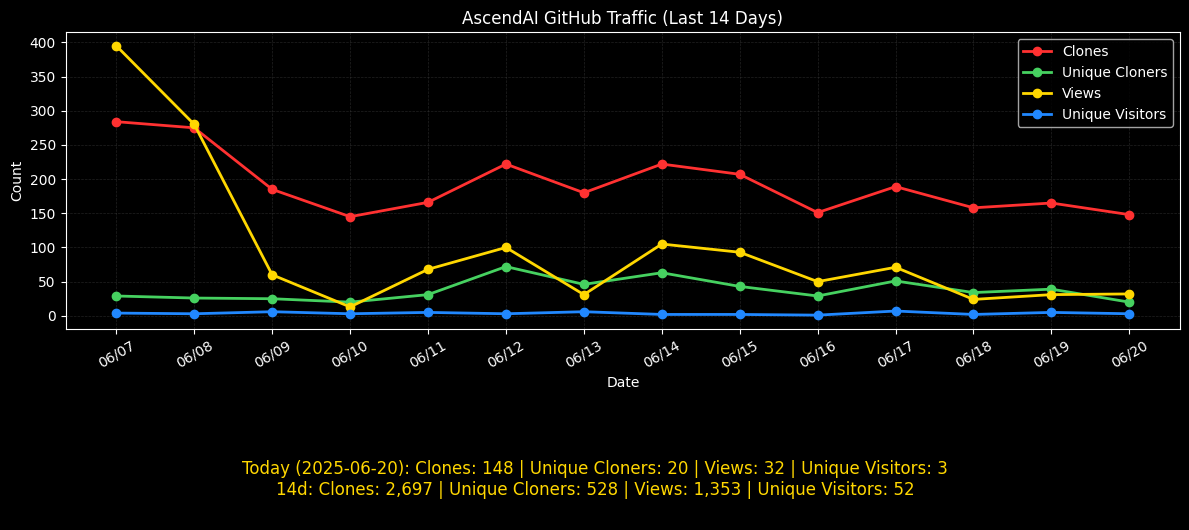 AscendAI GitHub Traffic (Last 14 Days)
400
350
300
250
200
150
100
50
0
Count
Clones
Unique Cloners
Views
Unique Visitors
06/07
06/08
06/09
06/10
06/11
06/12
06/13
06/14
06/15
06/16
06/17
06/18
06/19
06/20
Date
Today (2025-06-20): Clones: 148 | Unique Cloners: 20 | Views: 32 | Unique Visitors: 3
14d: Clones: 2,697 | Unique Cloners: 528 | Views: 1,353 | Unique Visitors: 52